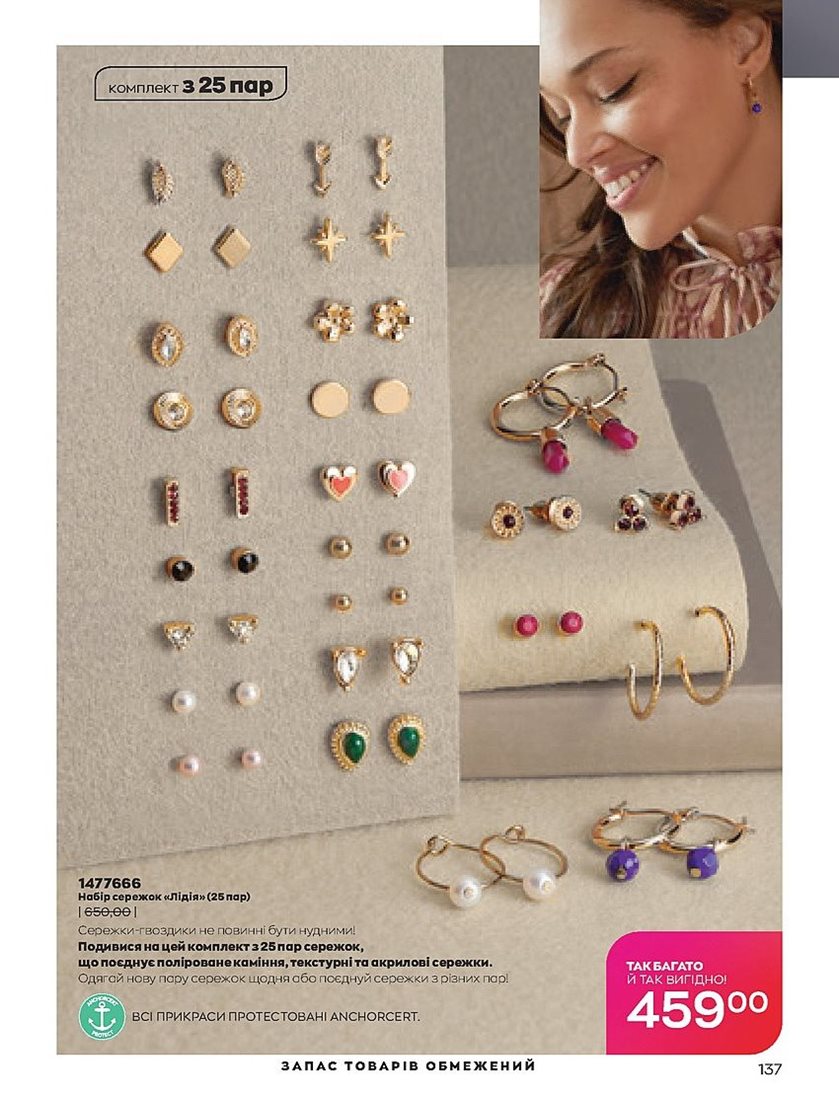 комплект з 25 пар
1477666
Набір сережок «Лідія» (25 пар)
| 650,00 |
Сережки-гвоздики не повинні бути нудними!
Подивися на цей комплект з 25 пар сережок,
що поєднує поліроване каміння, текстурні та акрилові сережки.
Одягай нову пару сережок щодня або поєднуй сережки з різних пар!
ANCHORCERT
PROTECT
ВСІ ПРИКРАСИ ПРОТЕСТОВАНІ ANCHORCERT.
ТАК БАГАТО
Й ТАК ВИГІДНО!
45900
ЗАПАС ТОВАРІВ ОБМЕЖЕНИЙ
137